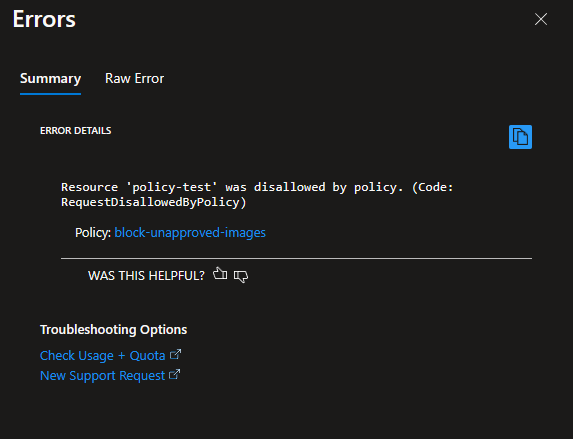 Errors
Summary
Raw Error
ERROR DETAILS
Resource 'policy-test' was disallowed by policy. (Code:
RequestDisallowedByPolicy)
Policy: block-unapproved-images
WAS THIS HELPFUL?
Troubleshooting Options
Check Usage + Quota
New Support Request